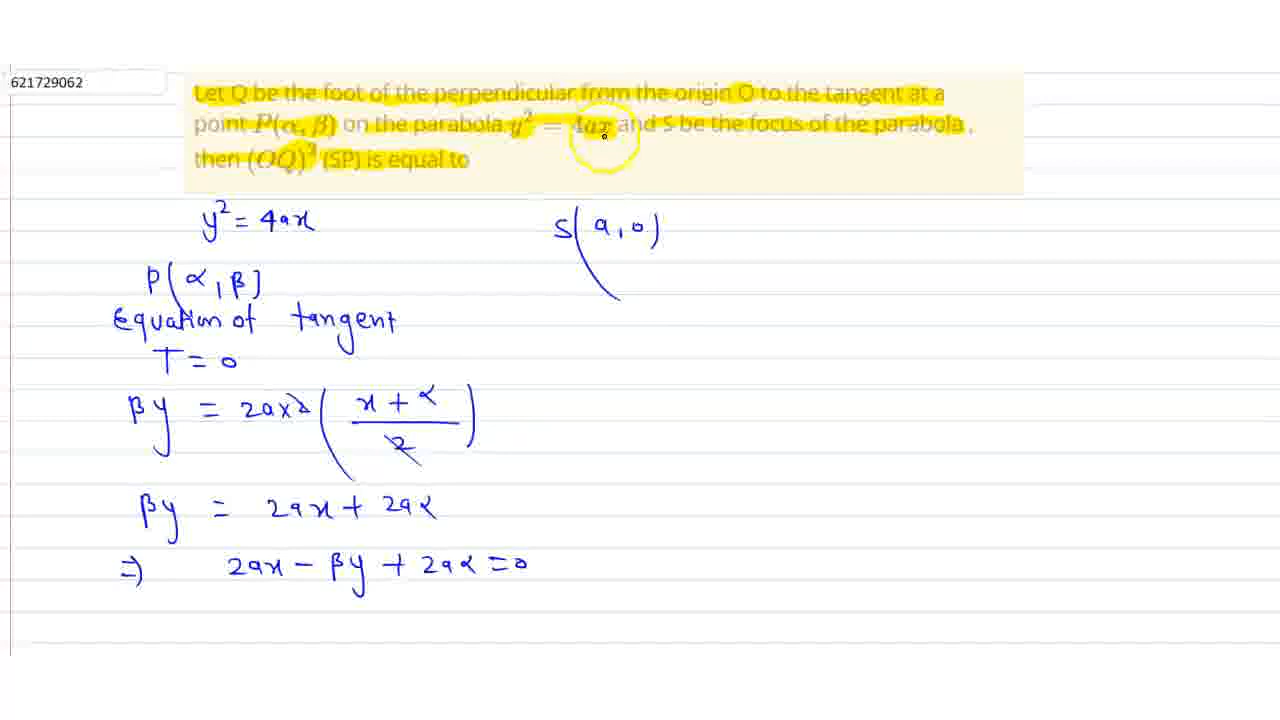 621729062
Let Q be the foot of the perpendicular from the origin O to the tangent at a
point P(α, β) on the parabola y² = 4ax and S be the focus of the parabola ,
then (OQ)² (SP) is equal to
y² = 4ax
S(a, 0)
P(α, β)
Equation of tangent
T = 0
βy = 2a×2((x + α)/2)
βy = 2ax + 2aα
⇒ 2ax - βy + 2aα = 0